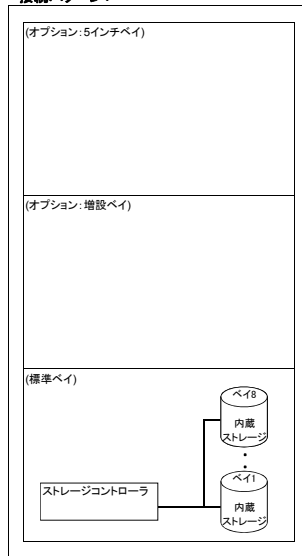 (オプション：5インチベイ)
(オプション：増設ベイ)
(標準ベイ)
ベイ8
内蔵
ストレージ
ストレージコントローラ
ベイ1
内蔵
ストレージ